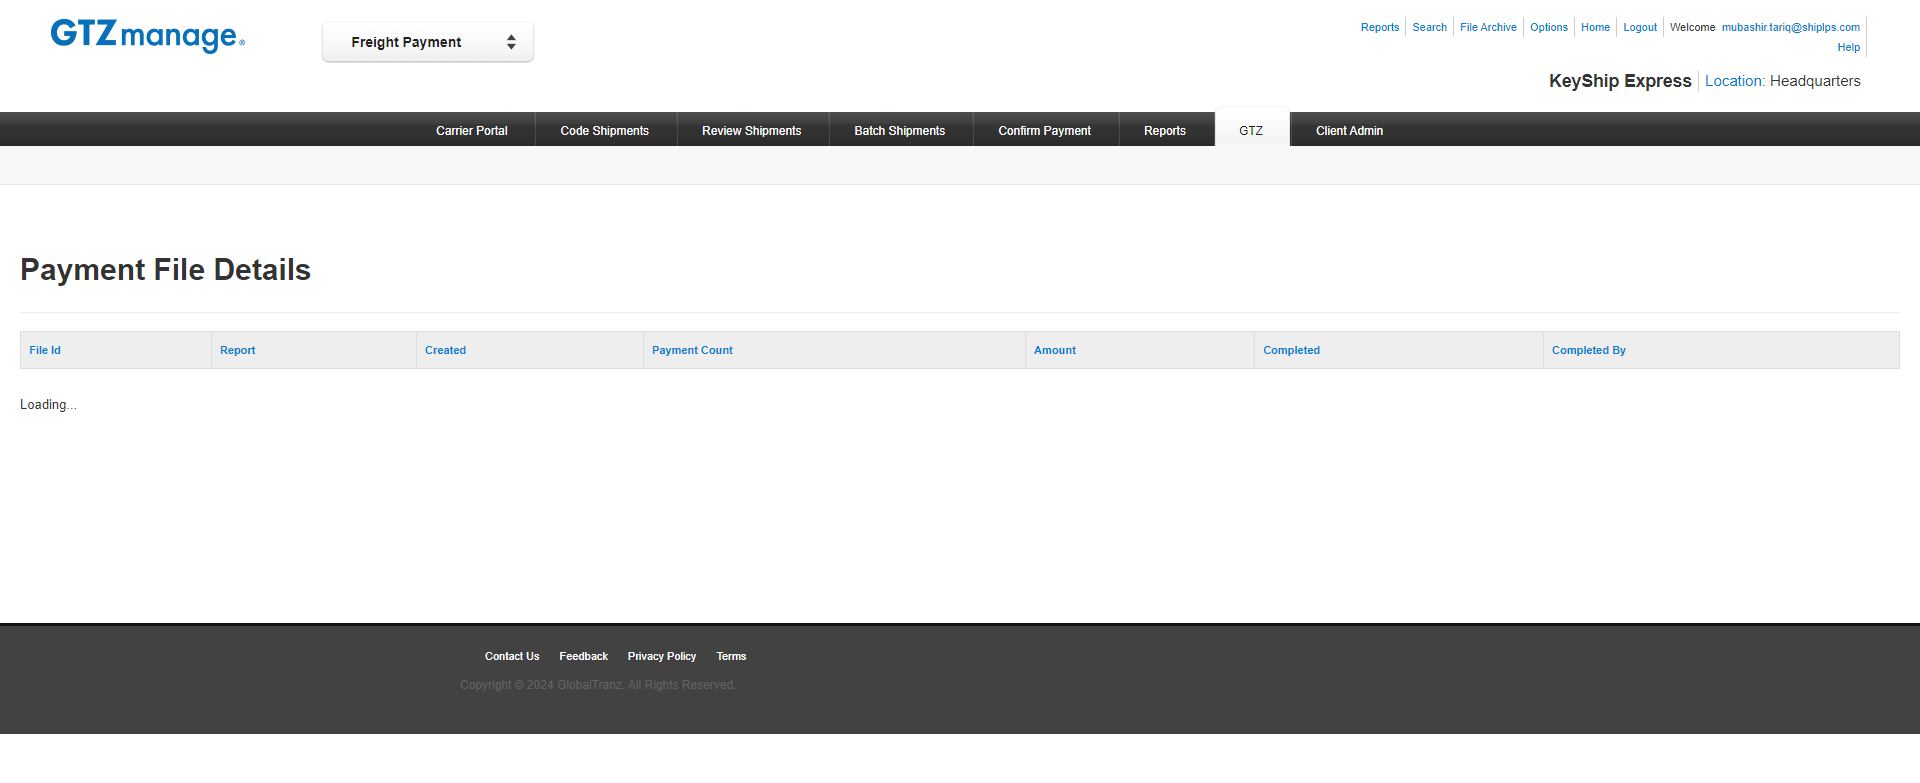 GTZmanage®
Freight Payment
Reports Search File Archive Options Home Logout Welcome mubashir.tariq@shiplps.com
Help
KeyShip Express Location: Headquarters
Carrier Portal Code Shipments Review Shipments Batch Shipments Confirm Payment Reports GTZ Client Admin
Payment File Details
File Id Report Created Payment Count Amount Completed Completed By
Loading...
Contact Us Feedback Privacy Policy Terms
Copyright © 2024 GlobalTranz. All Rights Reserved.